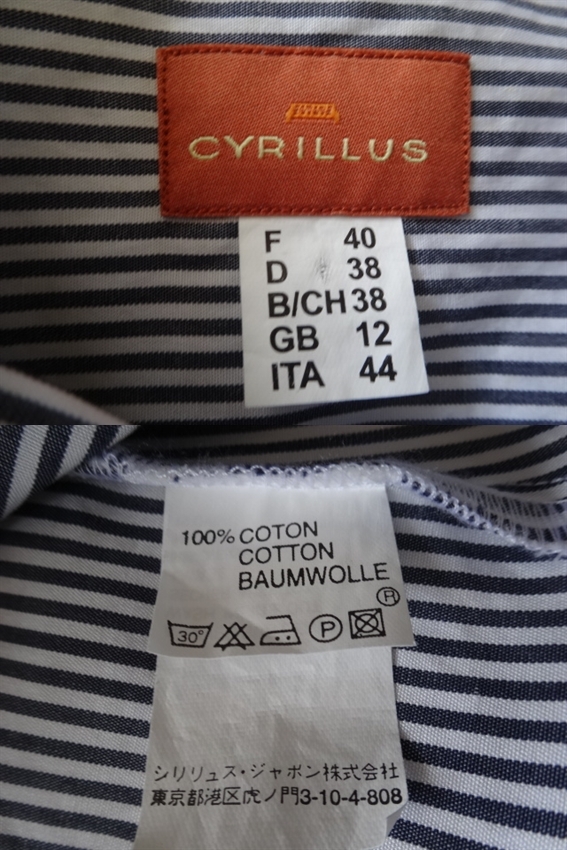 CYRILLUS
F 40
D 38
B/CH 38
GB 12
ITA 44
100% COTON
COTTON
BAUMWOLLE
®
30° P
シリリュス・ジャポン株式会社
東京都港区虎ノ門3-10-4-808